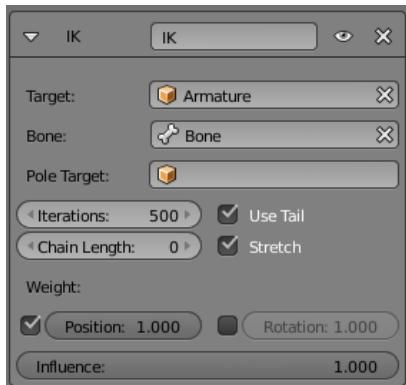 IK IK
Target: Armature
Bone: Bone
Pole Target:
Iterations: 500 Use Tail
Chain Length: 0 Stretch
Weight:
Position: 1.000 Rotation: 1.000
Influence: 1.000